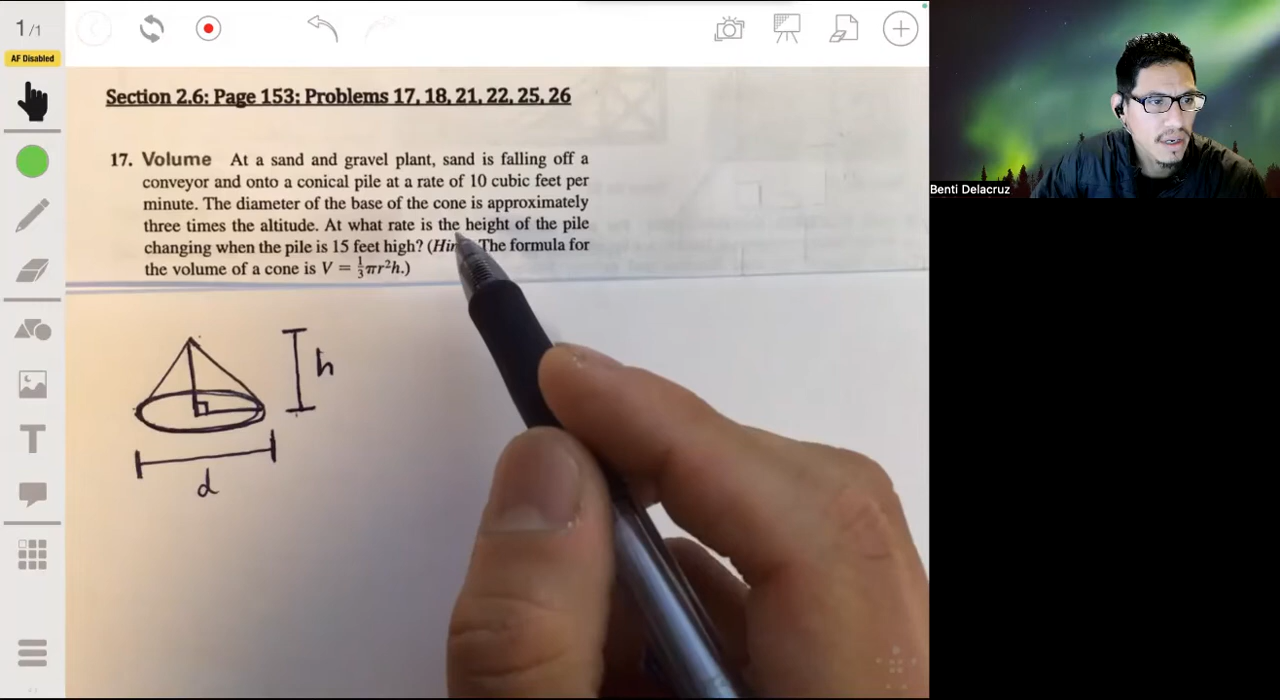 1/1
AF Disabled
Section 2.6: Page 153: Problems 17, 18, 21, 22, 25, 26
17. Volume At a sand and gravel plant, sand is falling off a
conveyor and onto a conical pile at a rate of 10 cubic feet per
minute. The diameter of the base of the cone is approximately
three times the altitude. At what rate is the height of the pile
changing when the pile is 15 feet high? (Hin The formula for
the volume of a cone is V = 1/3πr²h.)
h
d
T
Benti Delacruz